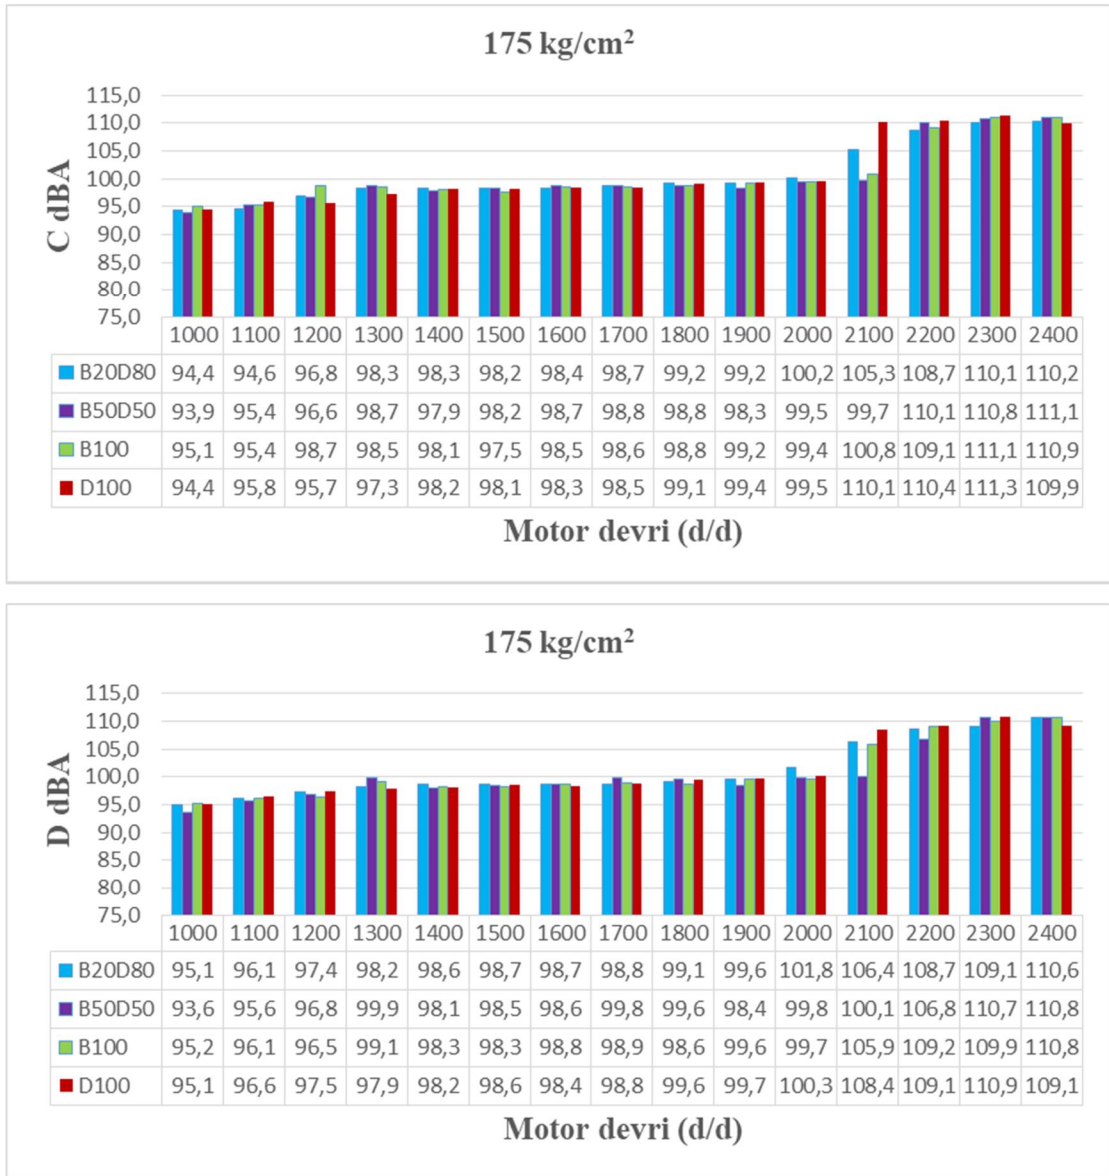 175 kg/cm²
115,0
110,0
105,0
100,0
95,0
90,0
85,0
80,0
75,0
C dBA
1000 1100 1200 1300 1400 1500 1600 1700 1800 1900 2000 2100 2200 2300 2400
B20D80 94,4 94,6 96,8 98,3 98,3 98,2 98,4 98,7 99,2 99,2 100,2 105,3 108,7 110,1 110,2
B50D50 93,9 95,4 96,6 98,7 97,9 98,2 98,7 98,8 98,8 98,3 99,5 99,7 110,1 110,8 111,1
B100 95,1 95,4 98,7 98,5 98,1 97,5 98,5 98,6 98,8 99,2 99,4 100,8 109,1 111,1 110,9
D100 94,4 95,8 95,7 97,3 98,2 98,1 98,3 98,5 99,1 99,4 99,5 110,1 110,4 111,3 109,9
Motor devri (d/d)
175 kg/cm²
115,0
110,0
105,0
100,0
95,0
90,0
85,0
80,0
75,0
D dBA
1000 1100 1200 1300 1400 1500 1600 1700 1800 1900 2000 2100 2200 2300 2400
B20D80 95,1 96,1 97,4 98,2 98,6 98,7 98,7 98,8 99,1 99,6 101,8 106,4 108,7 109,1 110,6
B50D50 93,6 95,6 96,8 99,9 98,1 98,5 98,6 99,8 99,6 98,4 99,8 100,1 106,8 110,7 110,8
B100 95,2 96,1 96,5 99,1 98,3 98,3 98,8 98,9 98,6 99,6 99,7 105,9 109,2 109,9 110,8
D100 95,1 96,6 97,5 97,9 98,2 98,6 98,4 98,8 99,6 99,7 100,3 108,4 109,1 110,9 109,1
Motor devri (d/d)